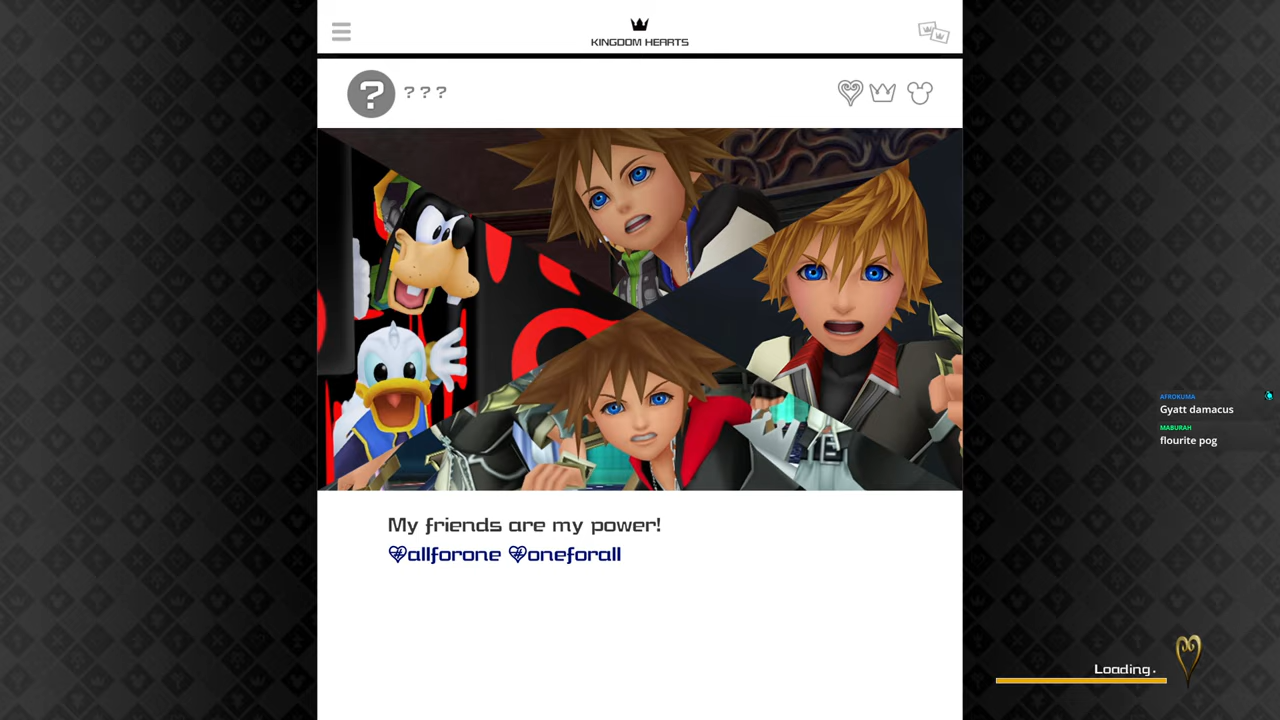 KINGDOM HEARTS
?
? ? ?
My friends are my power!
#allforone #oneforall
AFROKUMA
Gyatt damacus
MABURAH
flourite pog
Loading.